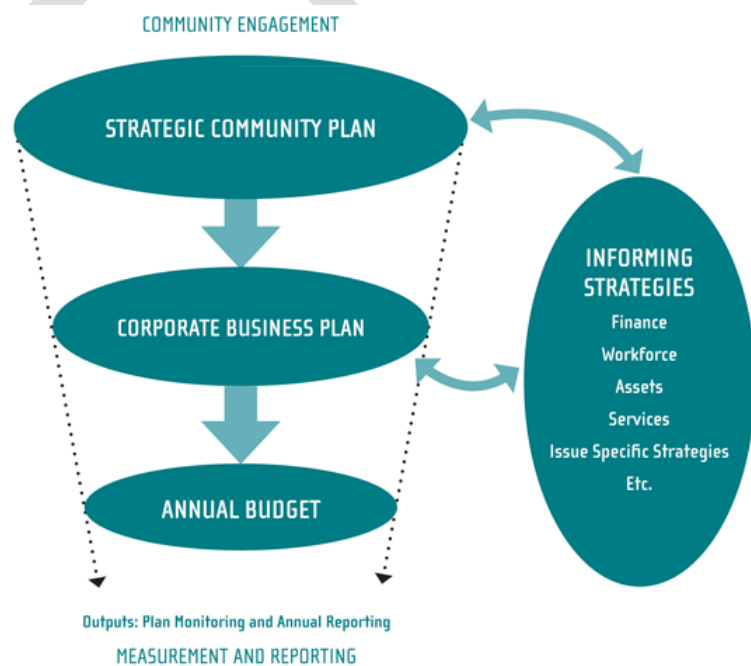 COMMUNITY ENGAGEMENT
STRATEGIC COMMUNITY PLAN
CORPORATE BUSINESS PLAN
ANNUAL BUDGET
INFORMING
STRATEGIES
Finance
Workforce
Assets
Services
Issue Specific Strategies
Etc.
Outputs: Plan Monitoring and Annual Reporting
MEASUREMENT AND REPORTING